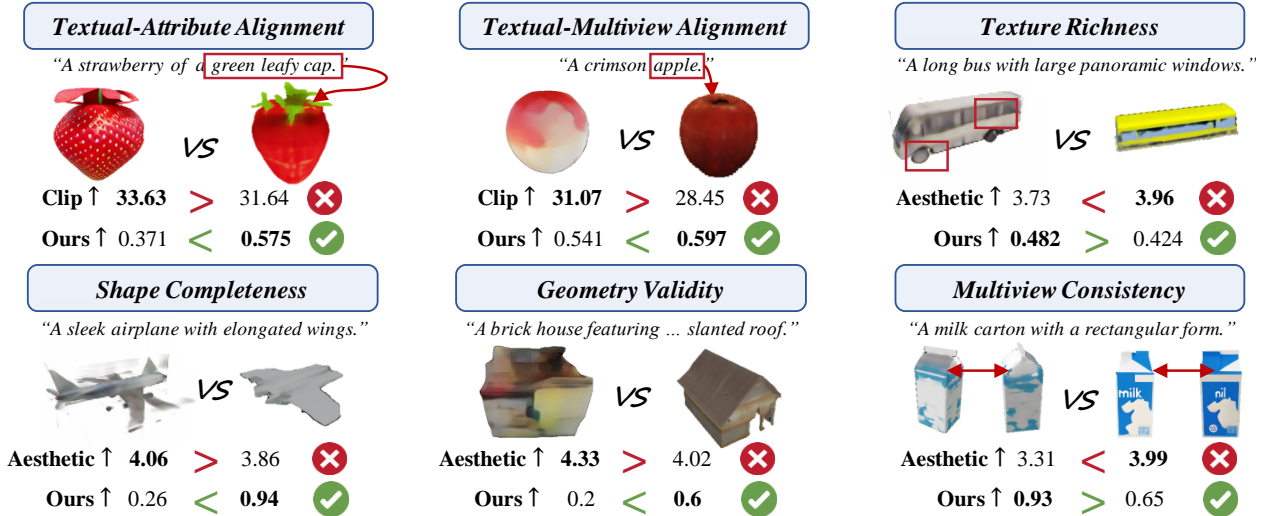 Textual-Attribute Alignment
"A strawberry of a green leafy cap."
VS
Clip ↑ 33.63 > 31.64
Ours ↑ 0.371 < 0.575
Textual-Multiview Alignment
"A crimson apple."
VS
Clip ↑ 31.07 > 28.45
Ours ↑ 0.541 < 0.597
Texture Richness
"A long bus with large panoramic windows."
VS
Aesthetic ↑ 3.73 < 3.96
Ours ↑ 0.482 > 0.424
Shape Completeness
"A sleek airplane with elongated wings."
VS
Aesthetic ↑ 4.06 > 3.86
Ours ↑ 0.26 < 0.94
Geometry Validity
"A brick house featuring ... slanted roof."
VS
Aesthetic ↑ 4.33 > 4.02
Ours ↑ 0.2 < 0.6
Multiview Consistency
"A milk carton with a rectangular form."
VS
milk
nil
Aesthetic ↑ 3.31 < 3.99
Ours ↑ 0.93 > 0.65